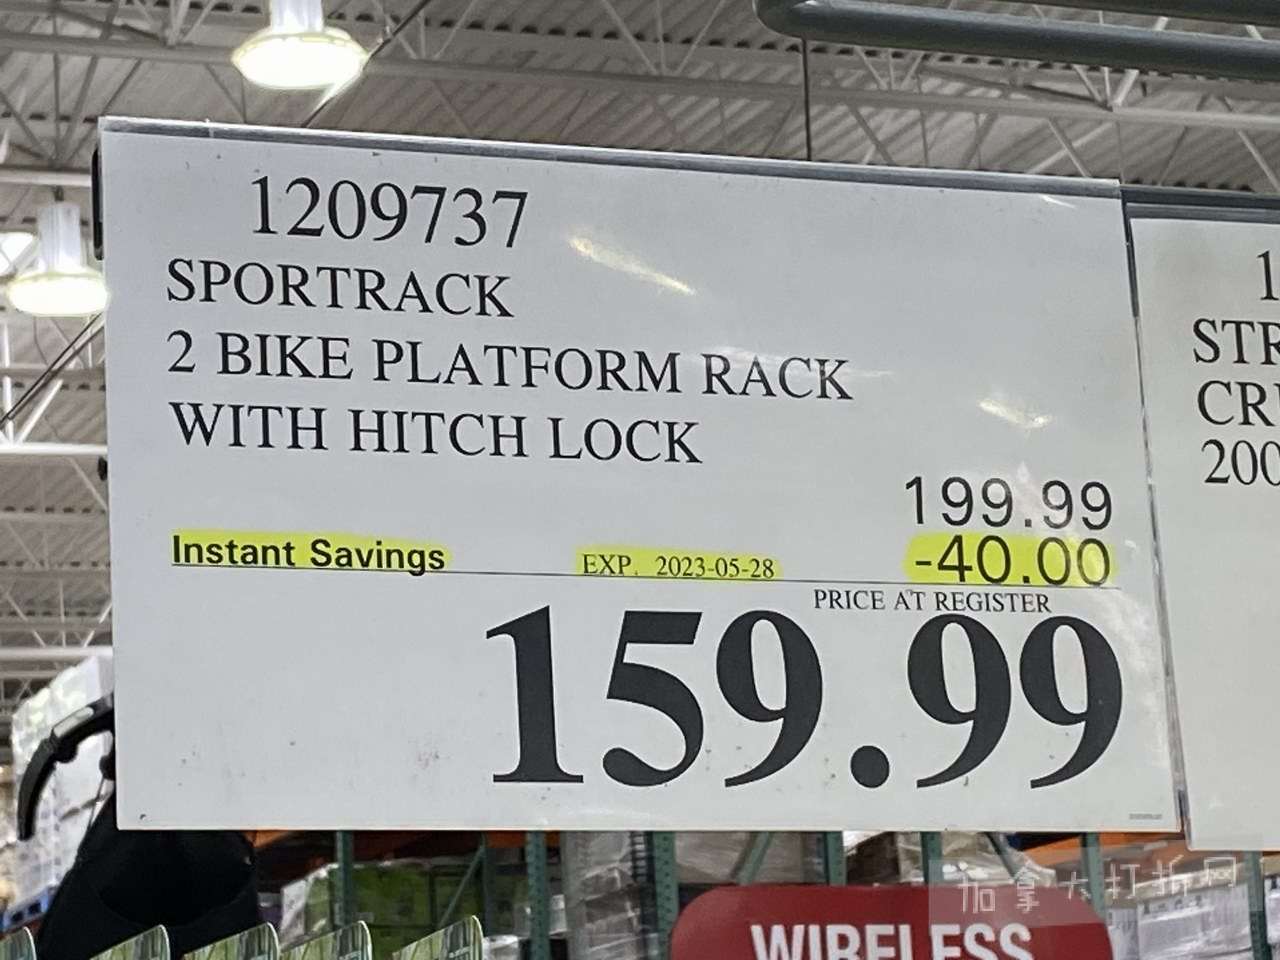 1209737
SPORTRACK
2 BIKE PLATFORM RACK
WITH HITCH LOCK
199.99
Instant Savings EXP. 2023-05-28 -40.00
PRICE AT REGISTER
159.99
1
STR
CR
200
WIRELESS
加拿大打折网